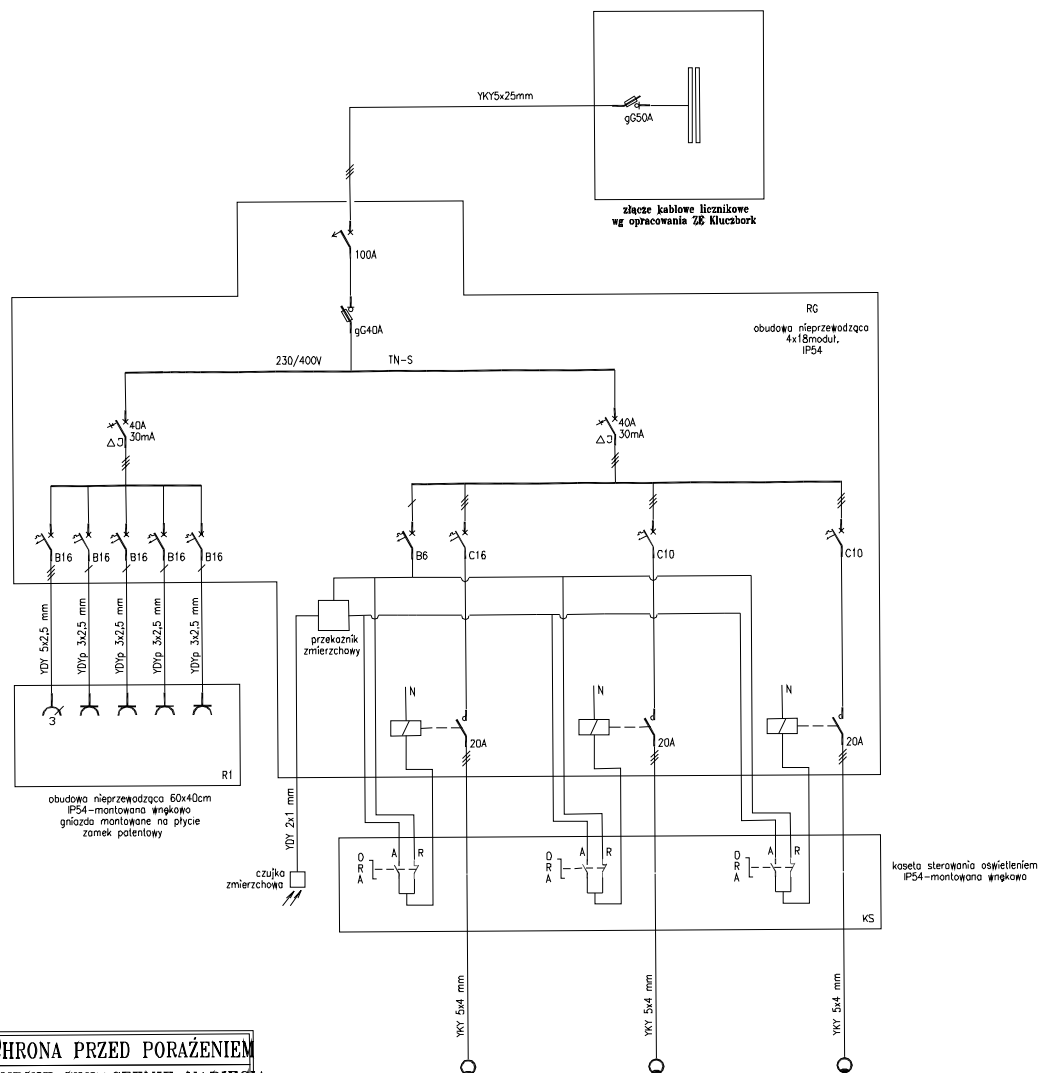 YKY5x25mm
gG50A
złącze kablowe licznikowe
wg opracowania ZE Kluczbork
100A
gG40A
RG
obudowa nieprzewodząca
4x18moduł.
IP54
230/400V
TN-S
40A
30mA
40A
30mA
B16
B16
B16
B16
B16
B6
C16
C10
C10
YDY 5x2,5 mm
YDYp 3x2,5 mm
YDYp 3x2,5 mm
YDYp 3x2,5 mm
YDYp 3x2,5 mm
przekaźnik
zmierzchowy
N
N
N
20A
20A
20A
3
R1
obudowa nieprzewodząca 60x40cm
IP54-montowana wnękowo
gniazda montowane na płycie
zamek patentowy
YDY 2x1 mm
czujka
zmierzchowa
A
R
O
R
A
A
R
O
R
A
A
R
O
R
A
KS
kaseta sterowania oswietleniem
IP54-montowana wnękowo
YKY 5x4 mm
YKY 5x4 mm
YKY 5x4 mm
HRONA PRZED PORAŻENIEM